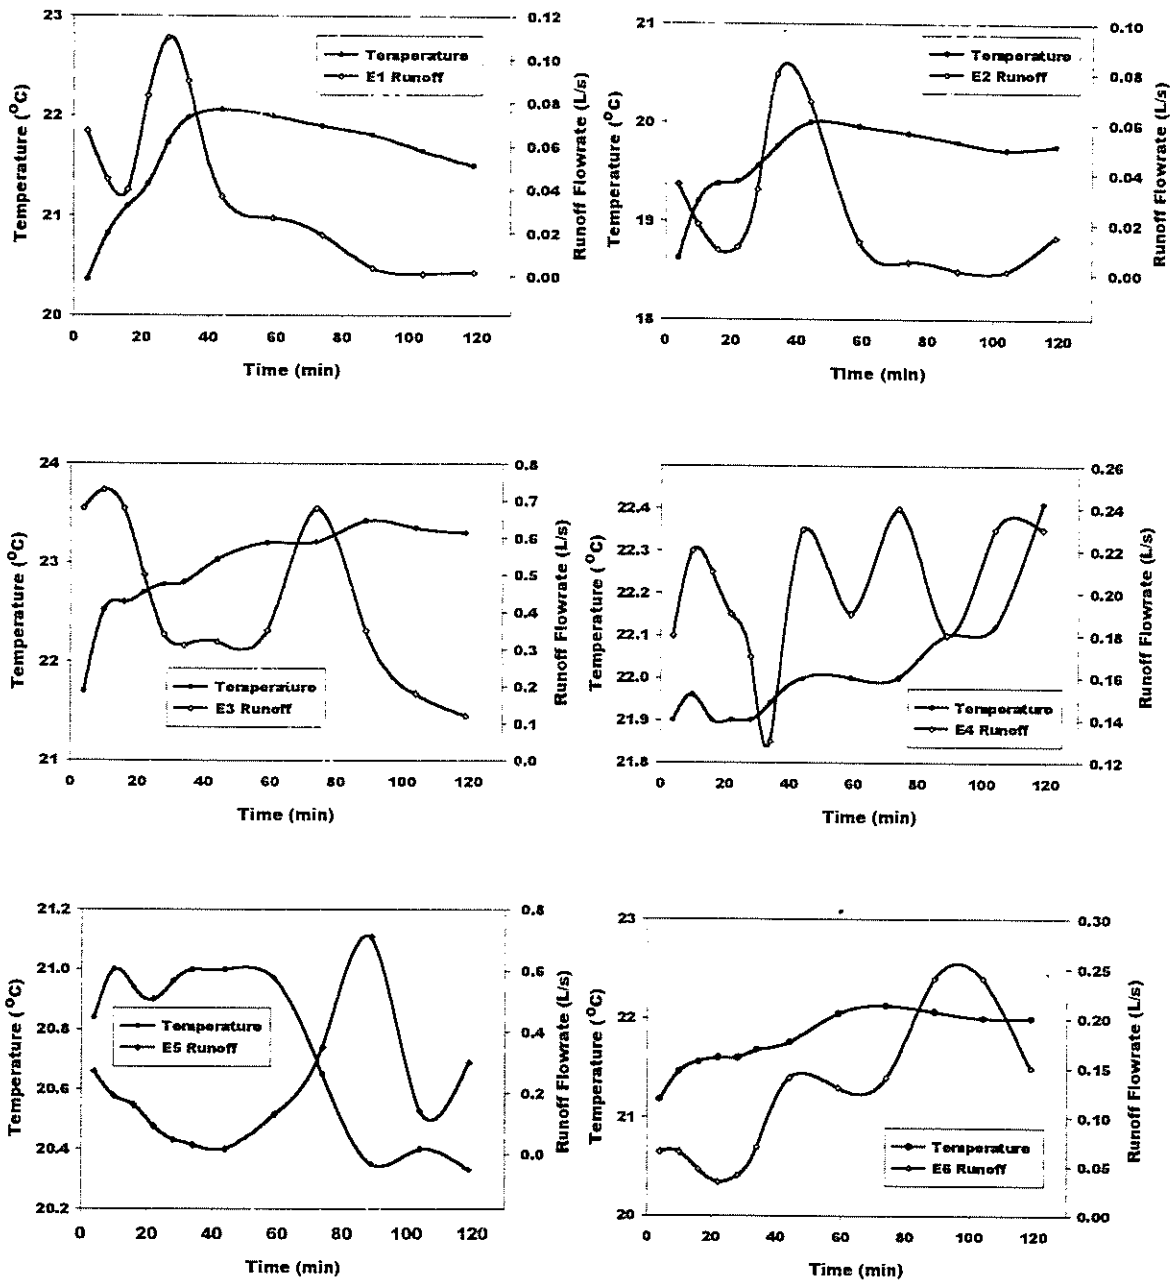 23
22
21
20
Temperature (°C)
0.12
0.10
0.08
0.06
0.04
0.02
0.00
Runoff Flowrate (L/s)
Temperature
E1 Runoff
0 20 40 60 80 100 120
Time (min)
21
20
19
18
Temperature (°C)
0.10
0.08
0.06
0.04
0.02
0.00
Runoff Flowrate (L/s)
Temperature
E2 Runoff
0 20 40 60 80 100 120
Time (min)
24
23
22
21
Temperature (°C)
0.8
0.7
0.6
0.5
0.4
0.3
0.2
0.1
0.0
Runoff Flowrate (L/s)
Temperature
E3 Runoff
0 20 40 60 80 100 120
Time (min)
22.4
22.3
22.2
22.1
22.0
21.9
21.8
Temperature (°C)
0.26
0.24
0.22
0.20
0.18
0.16
0.14
0.12
Runoff Flowrate (L/s)
Temperature
E4 Runoff
0 20 40 60 80 100 120
Time (min)
21.2
21.0
20.8
20.6
20.4
20.2
Temperature (°C)
0.8
0.6
0.4
0.2
0.0
Runoff Flowrate (L/s)
Temperature
E5 Runoff
0 20 40 60 80 100 120
Time (min)
23
22
21
20
Temperature (°C)
0.30
0.25
0.20
0.15
0.10
0.05
0.00
Runoff Flowrate (L/s)
Temperature
E6 Runoff
0 20 40 60 80 100 120
Time (min)